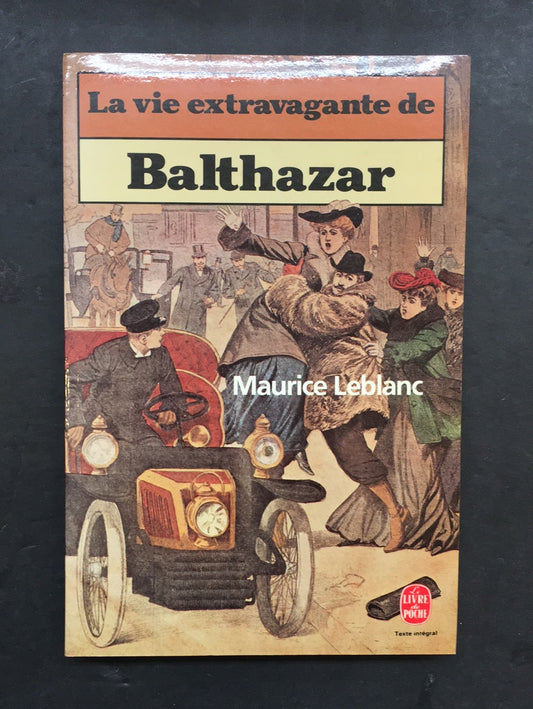 La vie extravagante de
Balthazar
Maurice Leblanc
Le
LIVRE
de
POCHE
Texte intégral